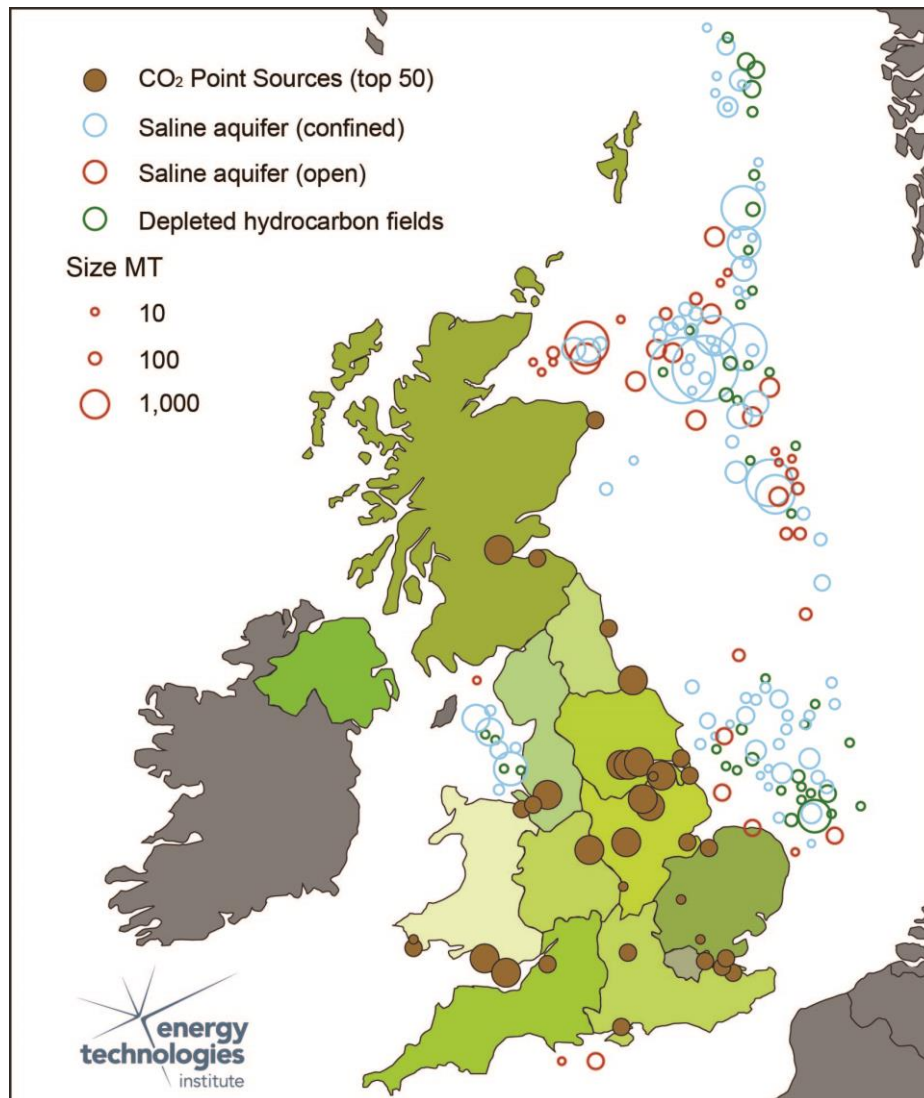 CO₂ Point Sources (top 50)
Saline aquifer (confined)
Saline aquifer (open)
Depleted hydrocarbon fields
Size MT
10
100
1,000
energy
technologies
institute